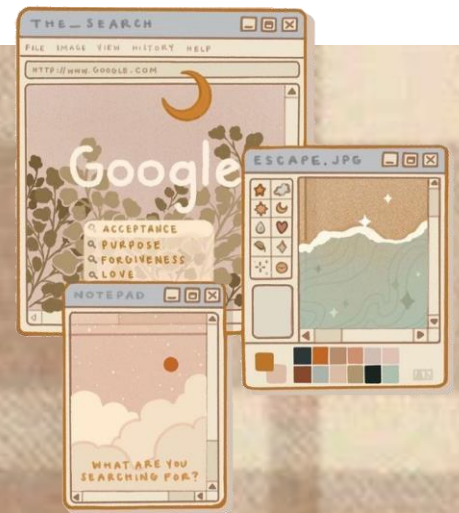 THE_SEARCH
FILE IMAGE VIEW HISTORY HELP
HTTP://WWW.GOOGLE.COM
Google
ACCEPTANCE
PURPOSE
FORGIVENESS
LOVE
ESCAPE.JPG
NOTEPAD
WHAT ARE YOU
SEARCHING FOR?